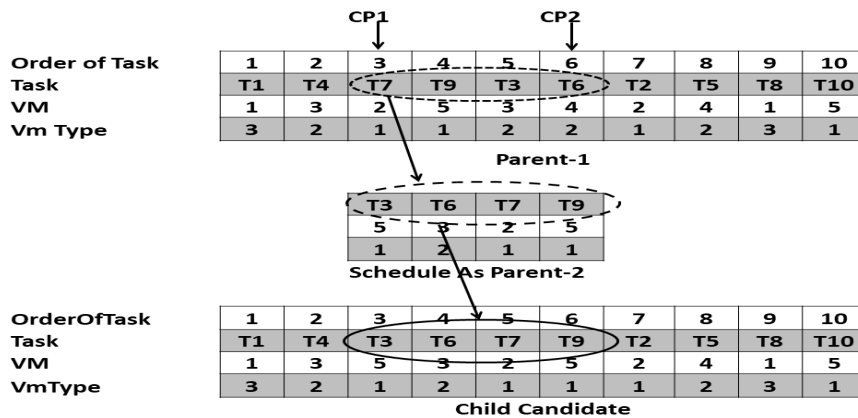 CP1 CP2
Order of Task 1 2 3 4 5 6 7 8 9 10
Task T1 T4 T7 T9 T3 T6 T2 T5 T8 T10
VM 1 3 2 5 3 4 2 4 1 5
Vm Type 3 2 1 1 2 2 1 2 3 1
Parent-1
T3 T6 T7 T9
5 3 2 5
1 2 1 1
Schedule As Parent-2
OrderOfTask 1 2 3 4 5 6 7 8 9 10
Task T1 T4 T3 T6 T7 T9 T2 T5 T8 T10
VM 1 3 5 3 2 5 2 4 1 5
VmType 3 2 1 2 1 1 1 2 3 1
Child Candidate